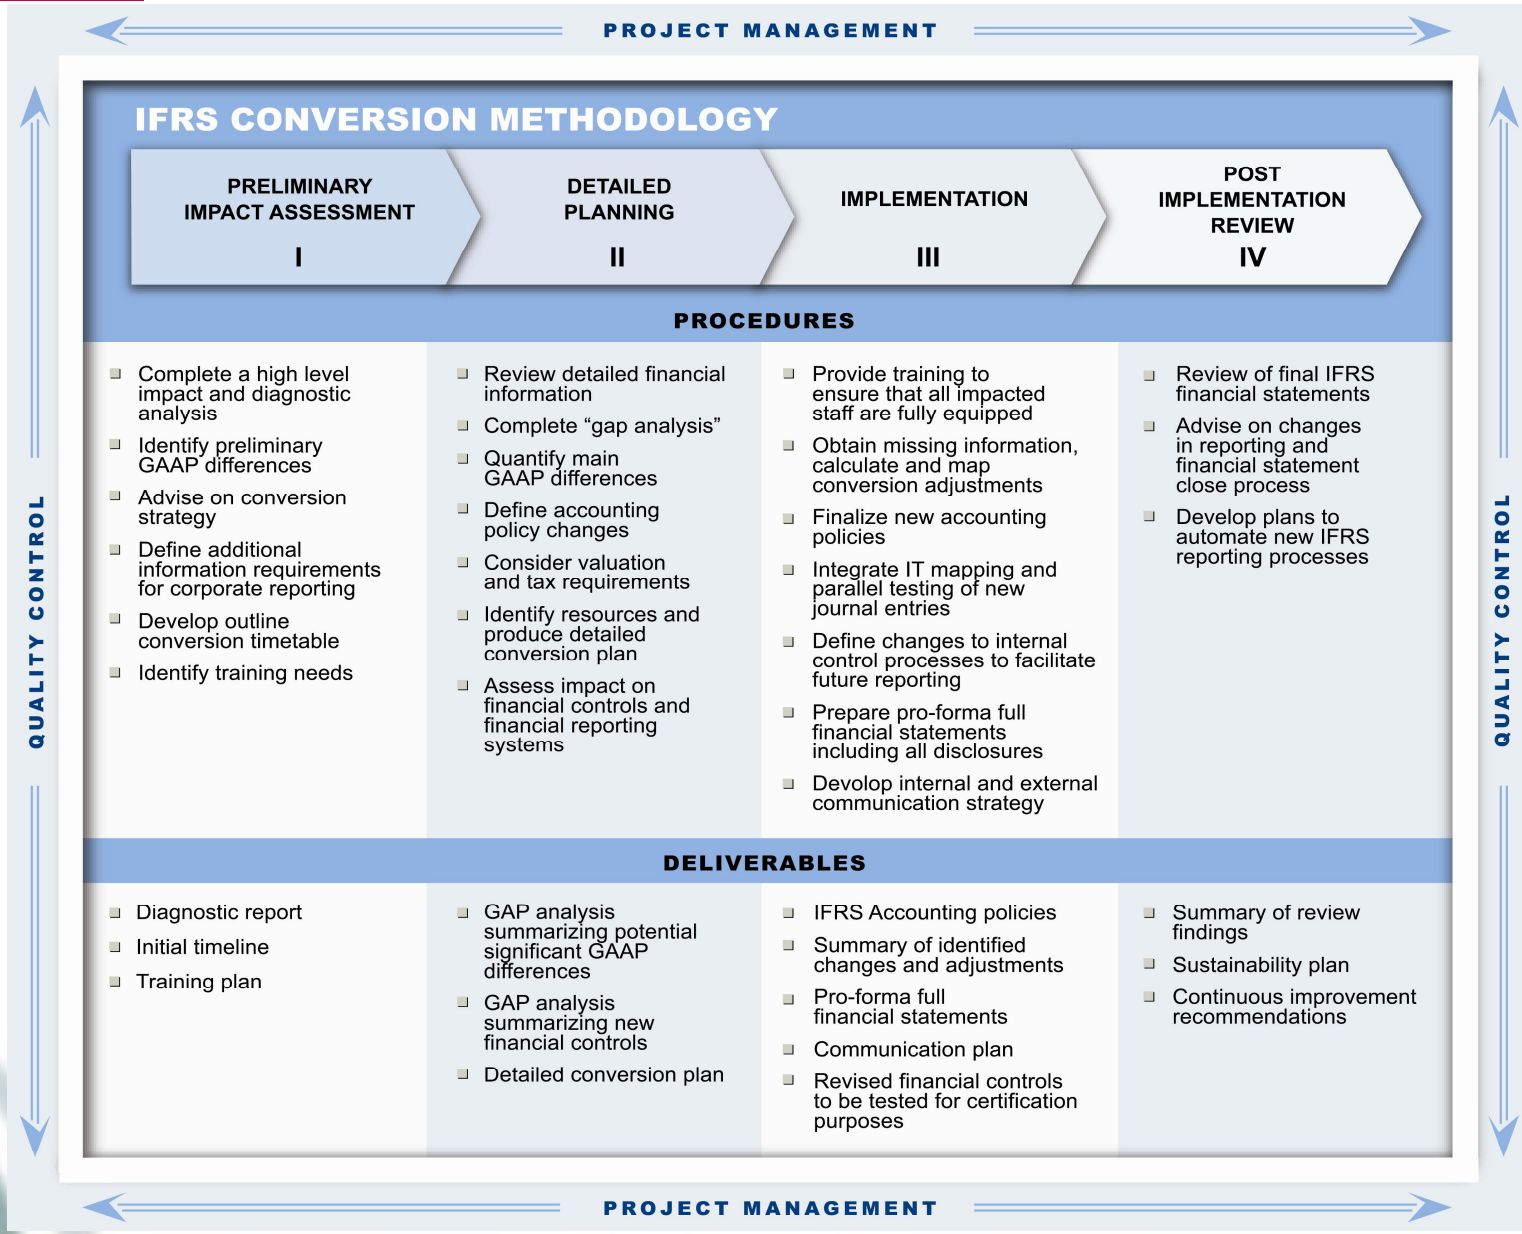 PROJECT MANAGEMENT
QUALITY CONTROL
QUALITY CONTROL
IFRS CONVERSION METHODOLOGY
PRELIMINARY
IMPACT ASSESSMENT
I
DETAILED
PLANNING
II
IMPLEMENTATION
III
POST
IMPLEMENTATION
REVIEW
IV
PROCEDURES
Complete a high level
impact and diagnostic
analysis
Identify preliminary
GAAP differences
Advise on conversion
strategy
Define additional
information requirements
for corporate reporting
Develop outline
conversion timetable
Identify training needs
Review detailed financial
information
Complete “gap analysis”
Quantify main
GAAP differences
Define accounting
policy changes
Consider valuation
and tax requirements
Identify resources and
produce detailed
conversion plan
Assess impact on
financial controls and
financial reporting
systems
Provide training to
ensure that all impacted
staff are fully equipped
Obtain missing information,
calculate and map
conversion adjustments
Finalize new accounting
policies
Integrate IT mapping and
parallel testing of new
journal entries
Define changes to internal
control processes to facilitate
future reporting
Prepare pro-forma full
financial statements
including all disclosures
Devolop internal and external
communication strategy
Review of final IFRS
financial statements
Advise on changes
in reporting and
financial statement
close process
Develop plans to
automate new IFRS
reporting processes
DELIVERABLES
Diagnostic report
Initial timeline
Training plan
GAP analysis
summarizing potential
significant GAAP
differences
GAP analysis
summarizing new
financial controls
Detailed conversion plan
IFRS Accounting policies
Summary of identified
changes and adjustments
Pro-forma full
financial statements
Communication plan
Revised financial controls
to be tested for certification
purposes
Summary of review
findings
Sustainability plan
Continuous improvement
recommendations
PROJECT MANAGEMENT